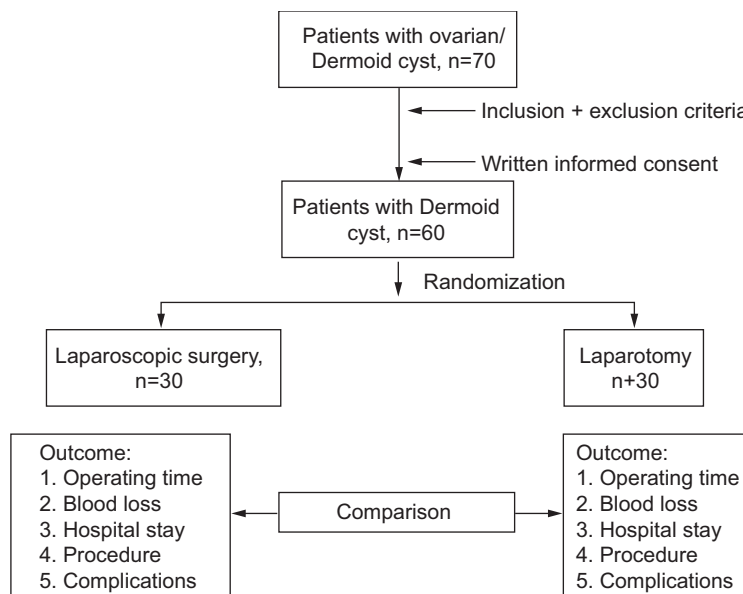 Patients with ovarian/
Dermoid cyst, n=70
Inclusion + exclusion criteria
Written informed consent
Patients with Dermoid
cyst, n=60
Randomization
Laparoscopic surgery,
n=30
Laparotomy
n+30
Outcome:
1. Operating time
2. Blood loss
3. Hospital stay
4. Procedure
5. Complications
Comparison
Outcome:
1. Operating time
2. Blood loss
3. Hospital stay
4. Procedure
5. Complications